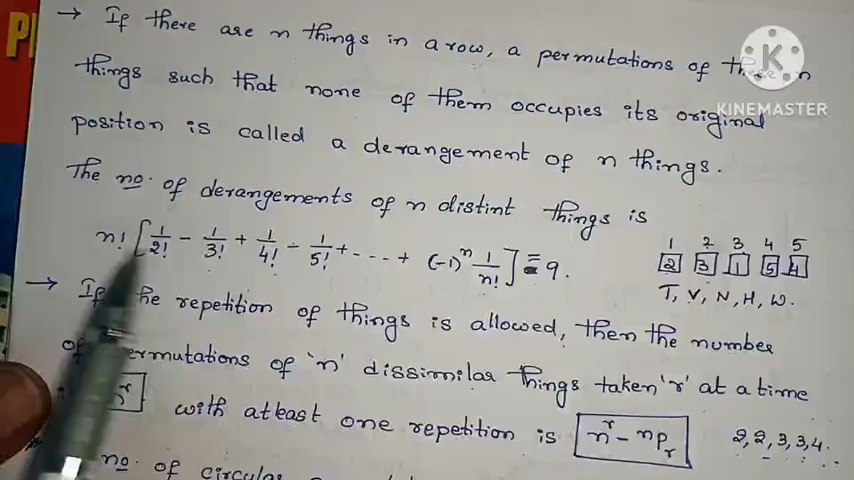 → If there are n things in a row, a permutations of n
things such that none of them occupies its original
position is called a derangement of n things.
The no. of derangements of n distint things is
n! [ 1/2! - 1/3! + 1/4! - 1/5! + ---- + (-1)^n 1/n! ] = 9.
1 2 3 4 5
2 3 1 5 4
T, V, N, H, W.
→ If the repetition of things is allowed, then the number
of permutations of 'n' dissimilar things taken 'r' at a time
with atleast one repetition is n^r - nPr
2,2,3,3,4.
no. of circular
K
KINEMASTER
P